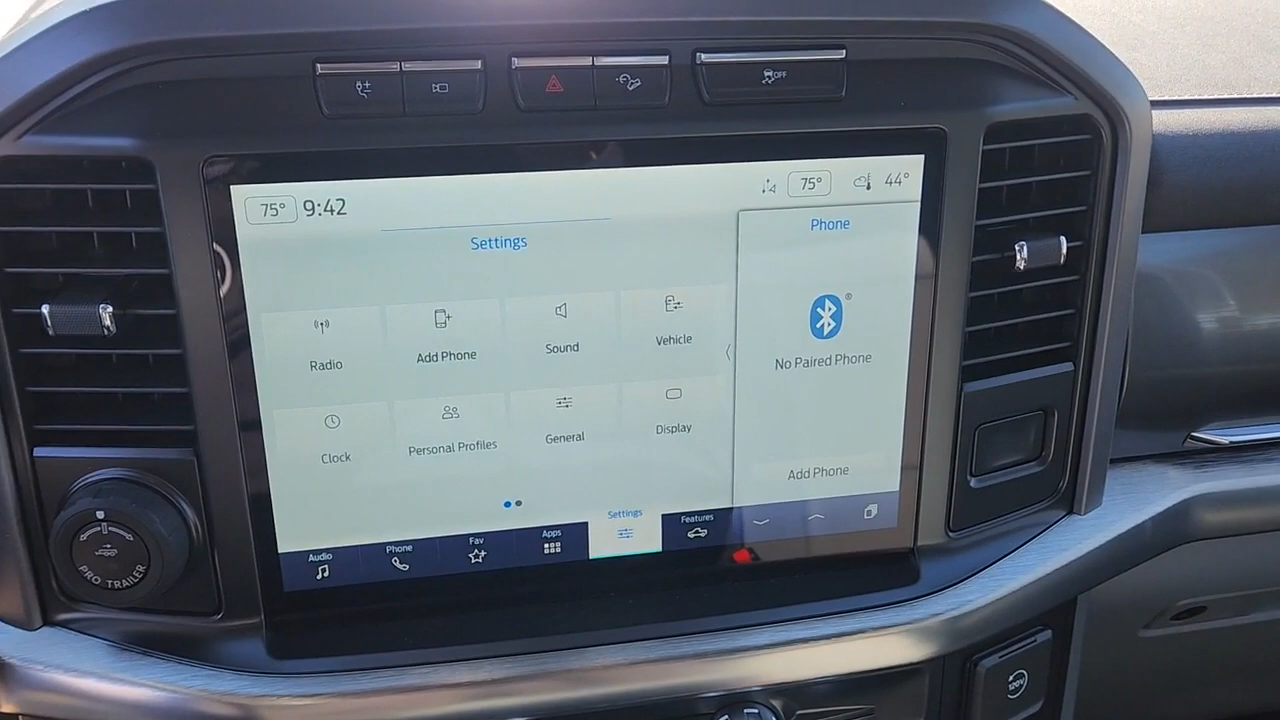 OFF
75° 9:42
75° 44°
Settings
Phone
®
Radio
Add Phone
Sound
Vehicle
No Paired Phone
Clock
Personal Profiles
General
Display
Add Phone
Audio
Phone
Fav
Apps
Settings
Features
PRO TRAILER
120V